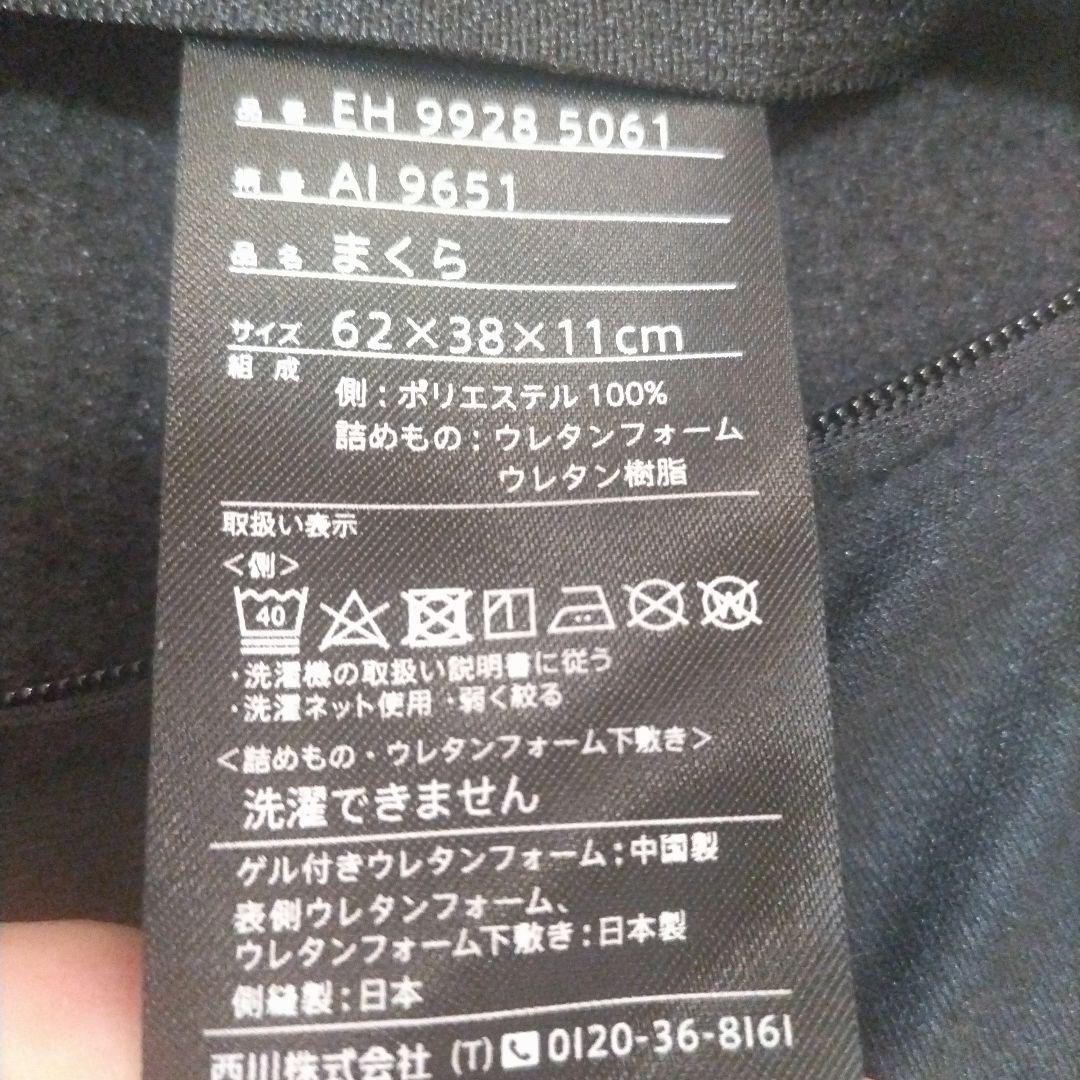 品番 EH 9928 5061
柄番 AI 9651
品名 まくら
サイズ 62×38×11cm
組成
側：ポリエステル100%
詰めもの：ウレタンフォーム
ウレタン樹脂
取扱い表示
＜側＞
40 W
・洗濯機の取扱い説明書に従う
・洗濯ネット使用 ・弱く絞る
＜詰めもの・ウレタンフォーム下敷き＞
洗濯できません
ゲル付きウレタンフォーム：中国製
表側ウレタンフォーム、
ウレタンフォーム下敷き：日本製
側縫製：日本
西川株式会社 (T) 0120-36-8161